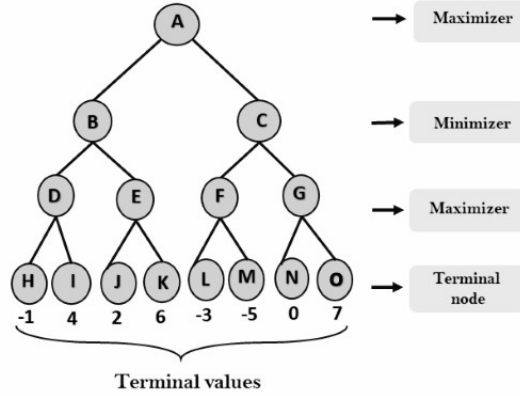 A
Maximizer
B
C
Minimizer
D
E
F
G
Maximizer
H
I
J
K
L
M
N
O
Terminal
node
-1
4
2
6
-3
-5
0
7
Terminal values